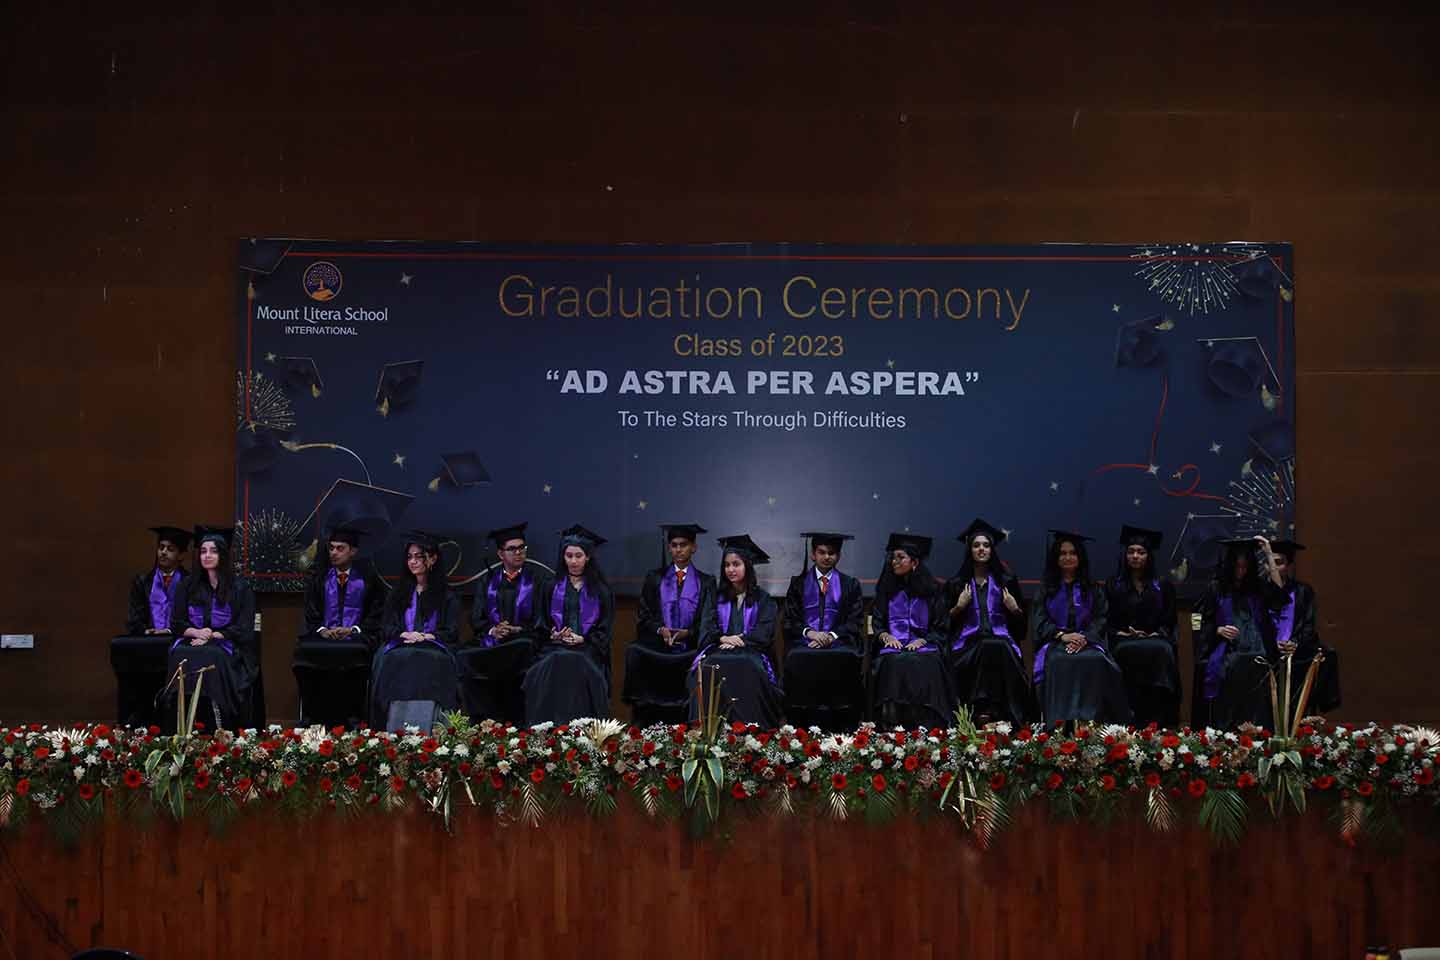 Mount Litera School
INTERNATIONAL
Graduation Ceremony
Class of 2023
“AD ASTRA PER ASPERA”
To The Stars Through Difficulties